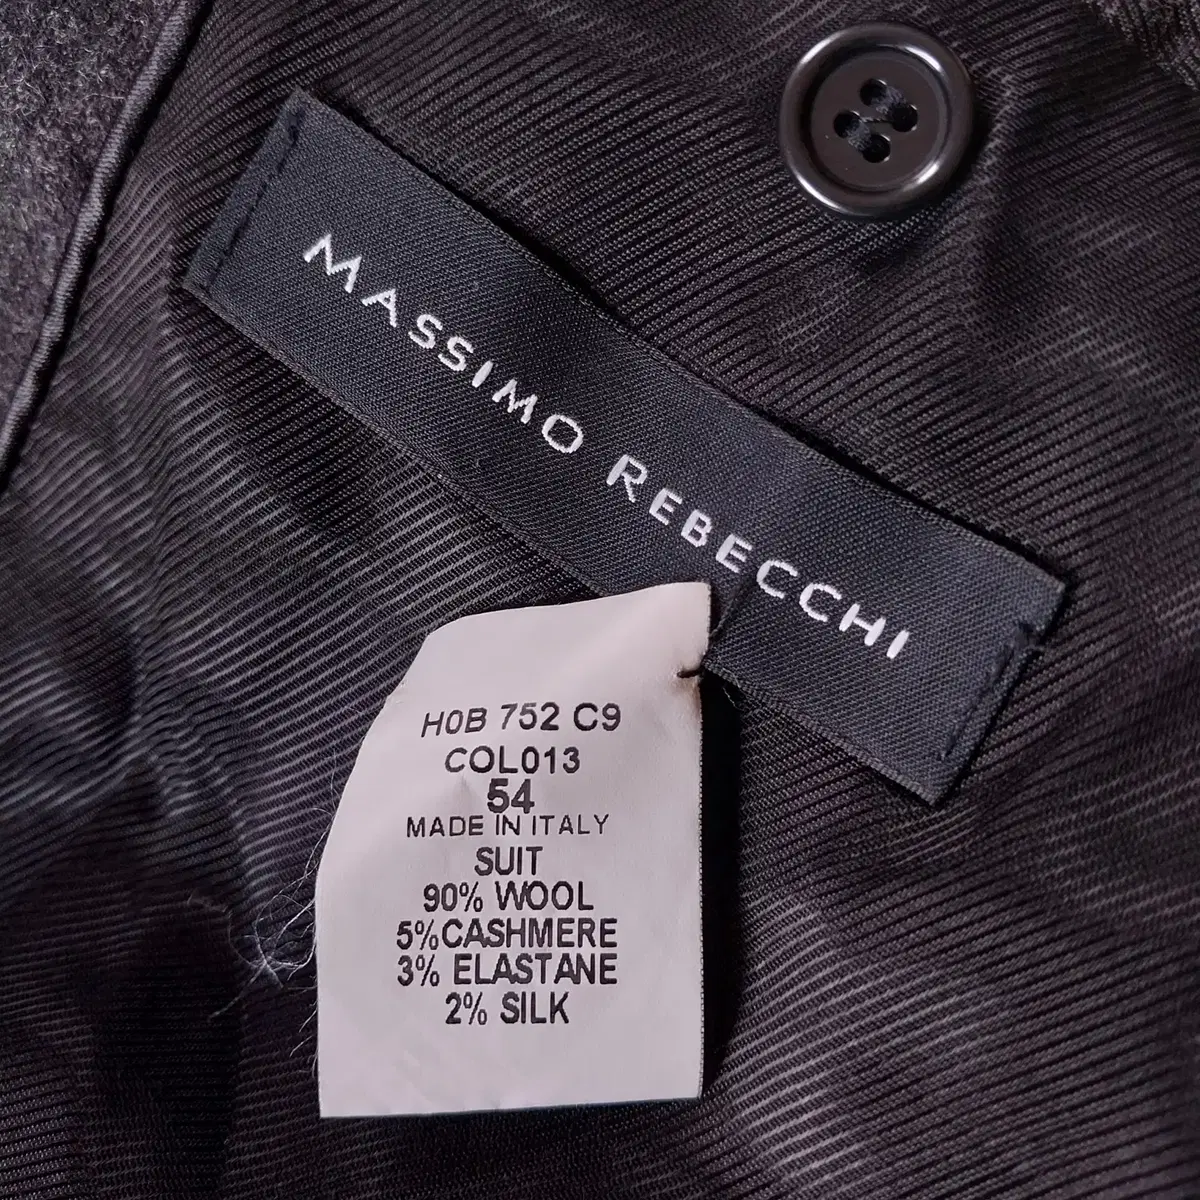 MASSIMO REBECCHI
H0B 752 C9
COL013
54
MADE IN ITALY
SUIT
90% WOOL
5%CASHMERE
3% ELASTANE
2% SILK